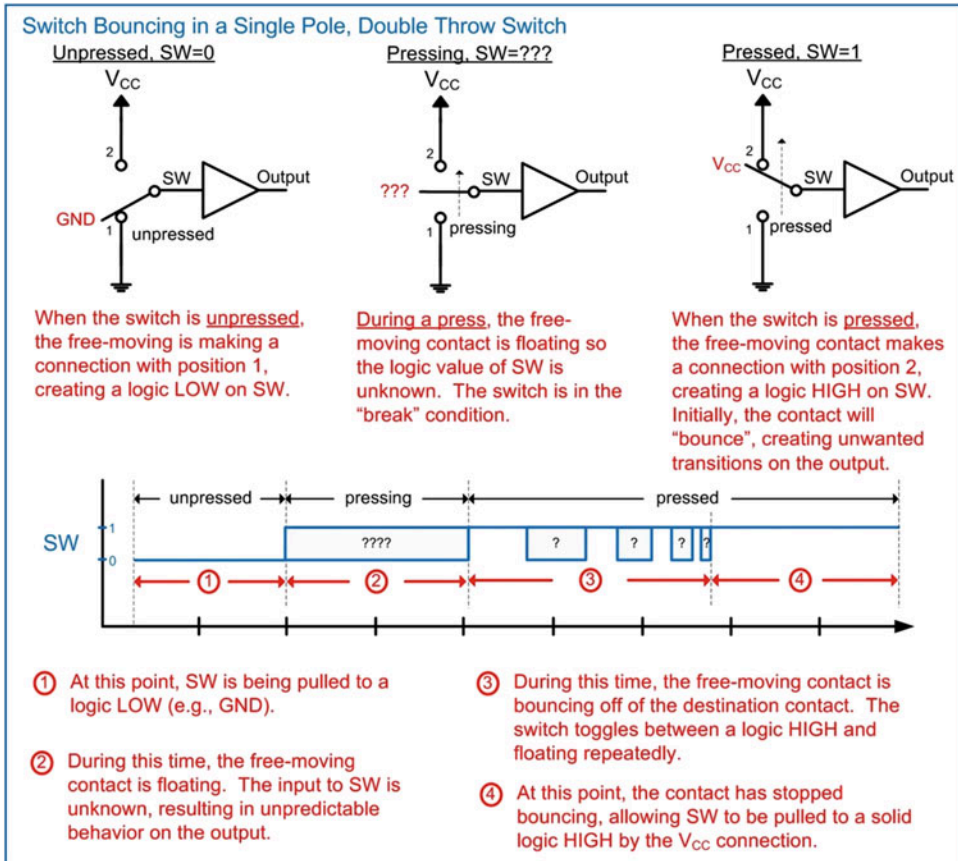 Switch Bouncing in a Single Pole, Double Throw Switch
Unpressed, SW=0
Pressing, SW=???
Pressed, SW=1
VCC
2
SW
Output
GND
1
unpressed
VCC
2
???
SW
Output
1
pressing
VCC
2
VCC
SW
Output
1
pressed
When the switch is unpressed,
the free-moving is making a
connection with position 1,
creating a logic LOW on SW.
During a press, the free-
moving contact is floating so
the logic value of SW is
unknown. The switch is in the
“break” condition.
When the switch is pressed,
the free-moving contact makes
a connection with position 2,
creating a logic HIGH on SW.
Initially, the contact will
“bounce”, creating unwanted
transitions on the output.
unpressed
pressing
pressed
SW
1
0
????
?
?
?
?
1
2
3
4
1 At this point, SW is being pulled to a
logic LOW (e.g., GND).
2 During this time, the free-moving
contact is floating. The input to SW is
unknown, resulting in unpredictable
behavior on the output.
3 During this time, the free-moving contact is
bouncing off of the destination contact. The
switch toggles between a logic HIGH and
floating repeatedly.
4 At this point, the contact has stopped
bouncing, allowing SW to be pulled to a solid
logic HIGH by the VCC connection.